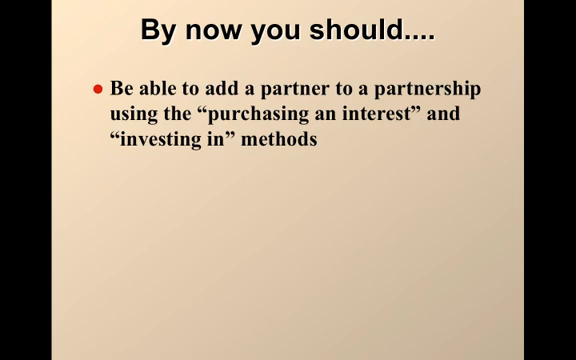 By now you should....
Be able to add a partner to a partnership
using the “purchasing an interest” and
“investing in” methods